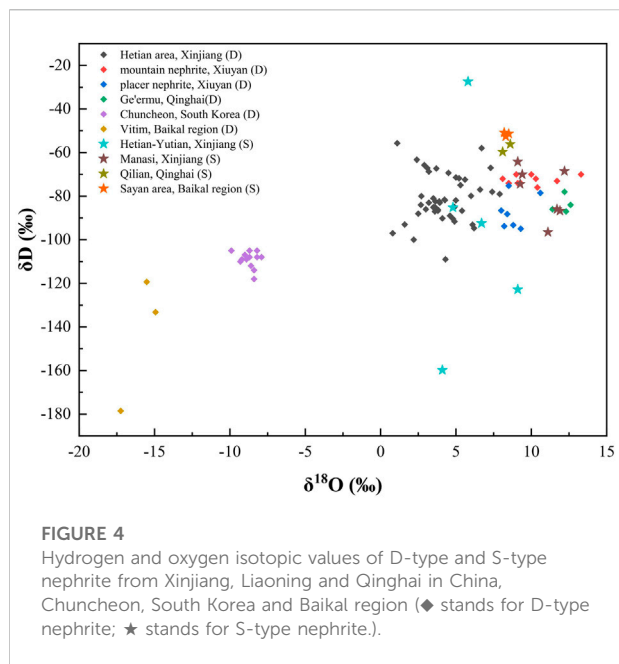 -20
-40
-60
-80
-100
-120
-140
-160
-180
δD (‰)
Hetian area, Xinjiang (D)
mountain nephrite, Xiuyan (D)
placer nephrite, Xiuyan (D)
Ge'ermu, Qinghai(D)
Chuncheon, South Korea (D)
Vitim, Baikal region (D)
Hetian-Yutian, Xinjiang (S)
Manasi, Xinjiang (S)
Qilian, Qinghai (S)
Sayan area, Baikal region (S)
-20 -15 -10 -5 0 5 10 15
δ¹⁸O (‰)
FIGURE 4
Hydrogen and oxygen isotopic values of D-type and S-type
nephrite from Xinjiang, Liaoning and Qinghai in China,
Chuncheon, South Korea and Baikal region (◆ stands for D-type
nephrite; ★ stands for S-type nephrite.).